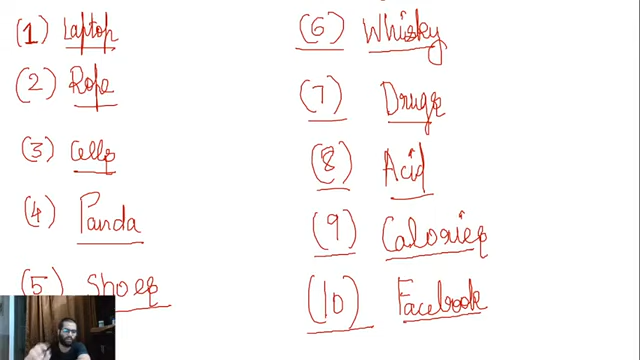 (1) Laptop
(2) Rope
(3) Cells
(4) Panda
(5) Shoes
(6) Whisky
(7) Drugs
(8) Acid
(9) Calories
(10) Facebook